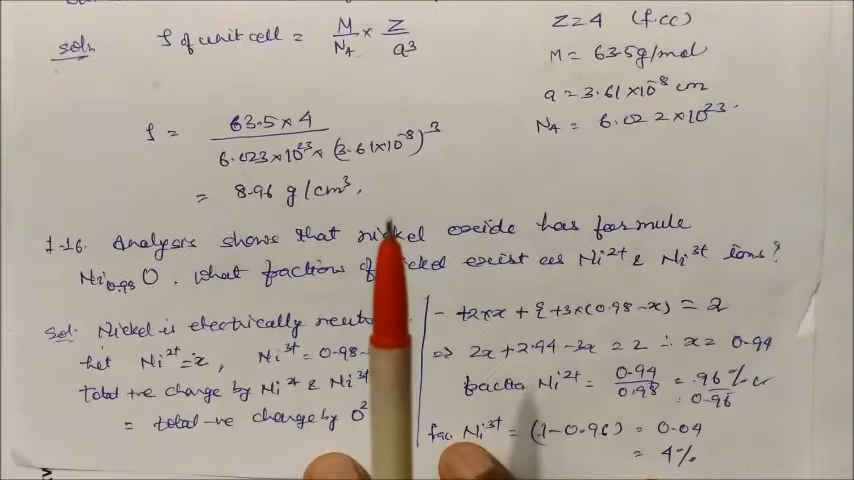 soln
ρ of unit cell = M/N_A × Z/a³
Z=4 (f.cc)
M = 63.5g/mol
a = 3.61×10⁻⁸ cm
N_A = 6.022×10²³
ρ = 63.5×4 / 6.023×10²³×(3.61×10⁻⁸)⁻³
= 8.96 g/cm³,
1.16. Analysis shows that nickel oxide has formule
Ni0.98O. What fractions of nickel exist as Ni²⁺ & Ni³⁺ ions?
Sol. Nickel is electrically neutral
Let Ni²⁺=x, Ni³⁺=0.98-
total +ve charge by Ni²⁺ & Ni³⁺
= total -ve charge by O²
- +2×x + {+3×(0.98-x) = 2
⇒ 2x+2.94-3x = 2 ∴ x = 0.94
fraction Ni²⁺ = 0.94/0.98 = .96% or
= 0.96
frac Ni³⁺ = (1-0.96) = 0.04
= 4%